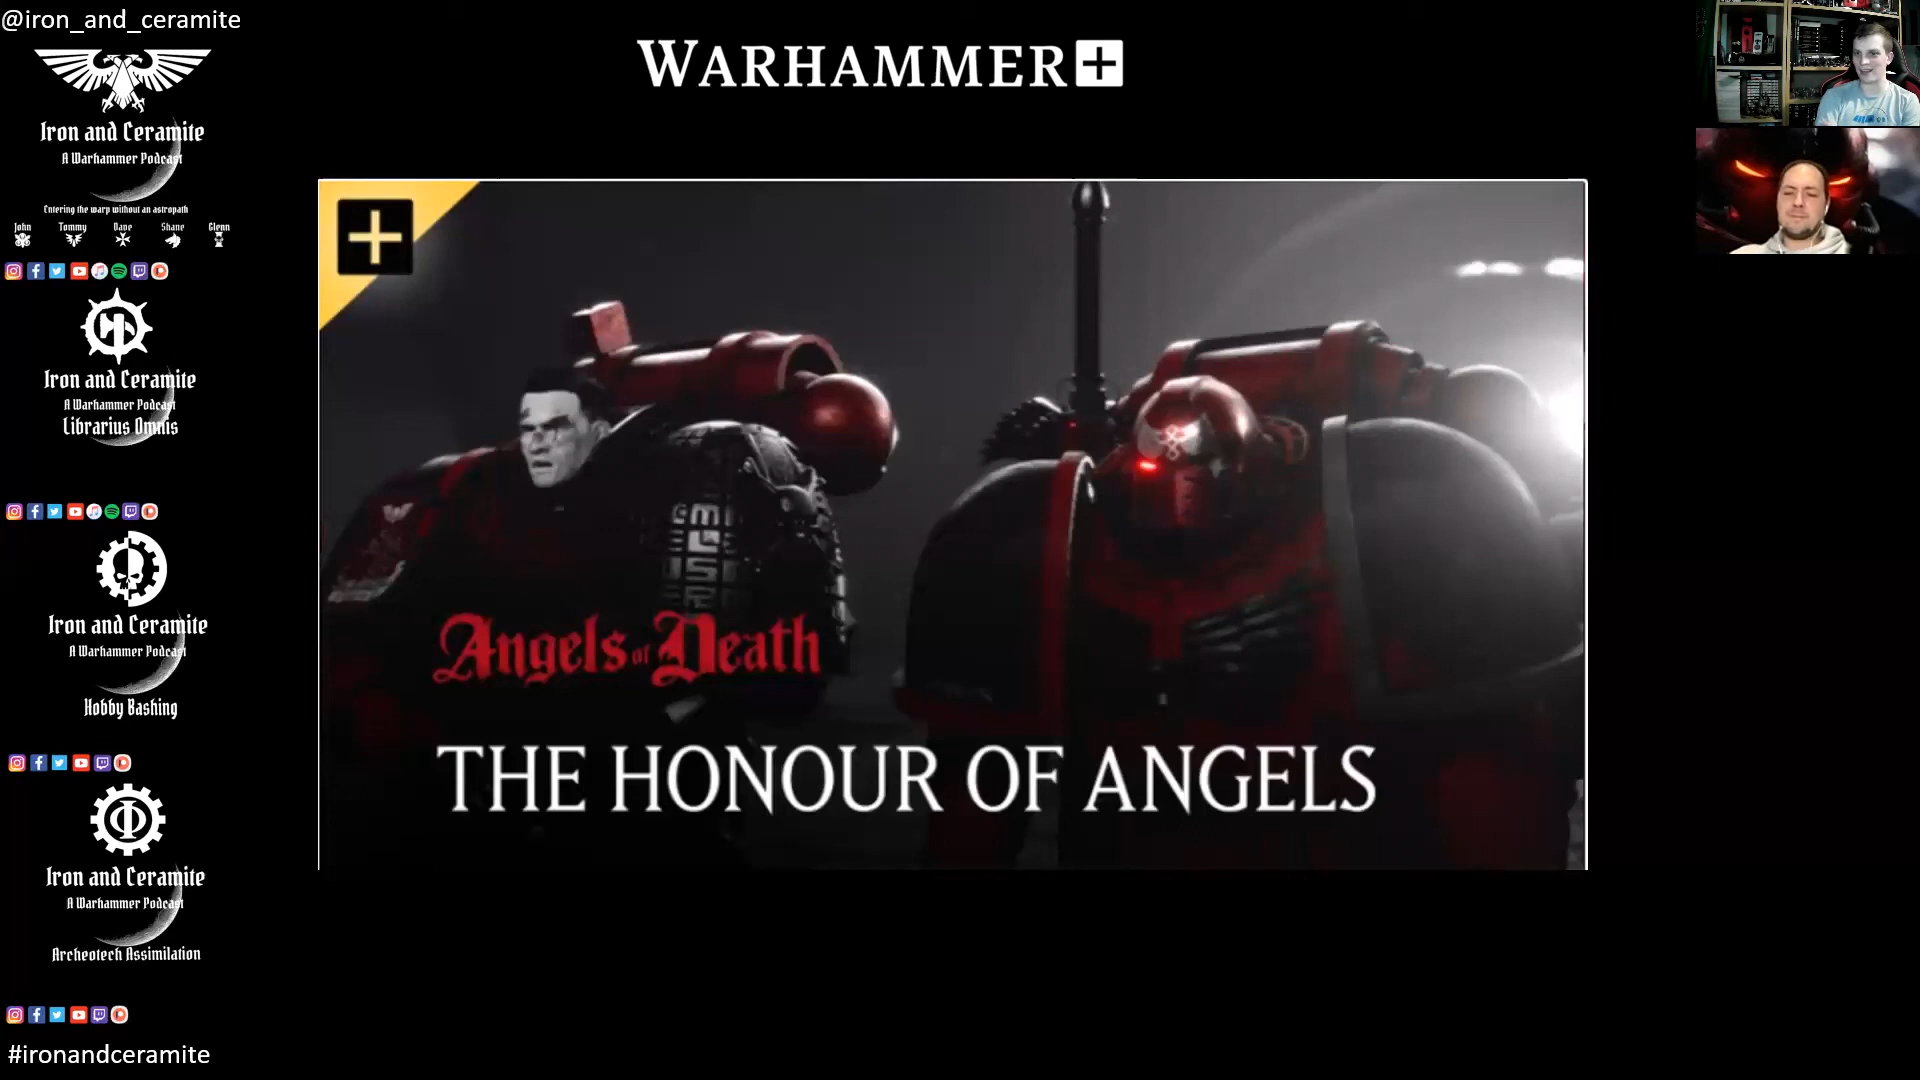 @iron_and_ceramite
Iron and Ceramite
A Warhammer Podcast
Entering the warp without an astropath
John Tommy Dave Shane Glenn
Iron and Ceramite
A Warhammer Podcast
Librarius Omnis
Iron and Ceramite
A Warhammer Podcast
Hobby Bashing
Iron and Ceramite
A Warhammer Podcast
Archeotech Assimilation
#ironandceramite
WARHAMMER+
Angels of Death
THE HONOUR OF ANGELS